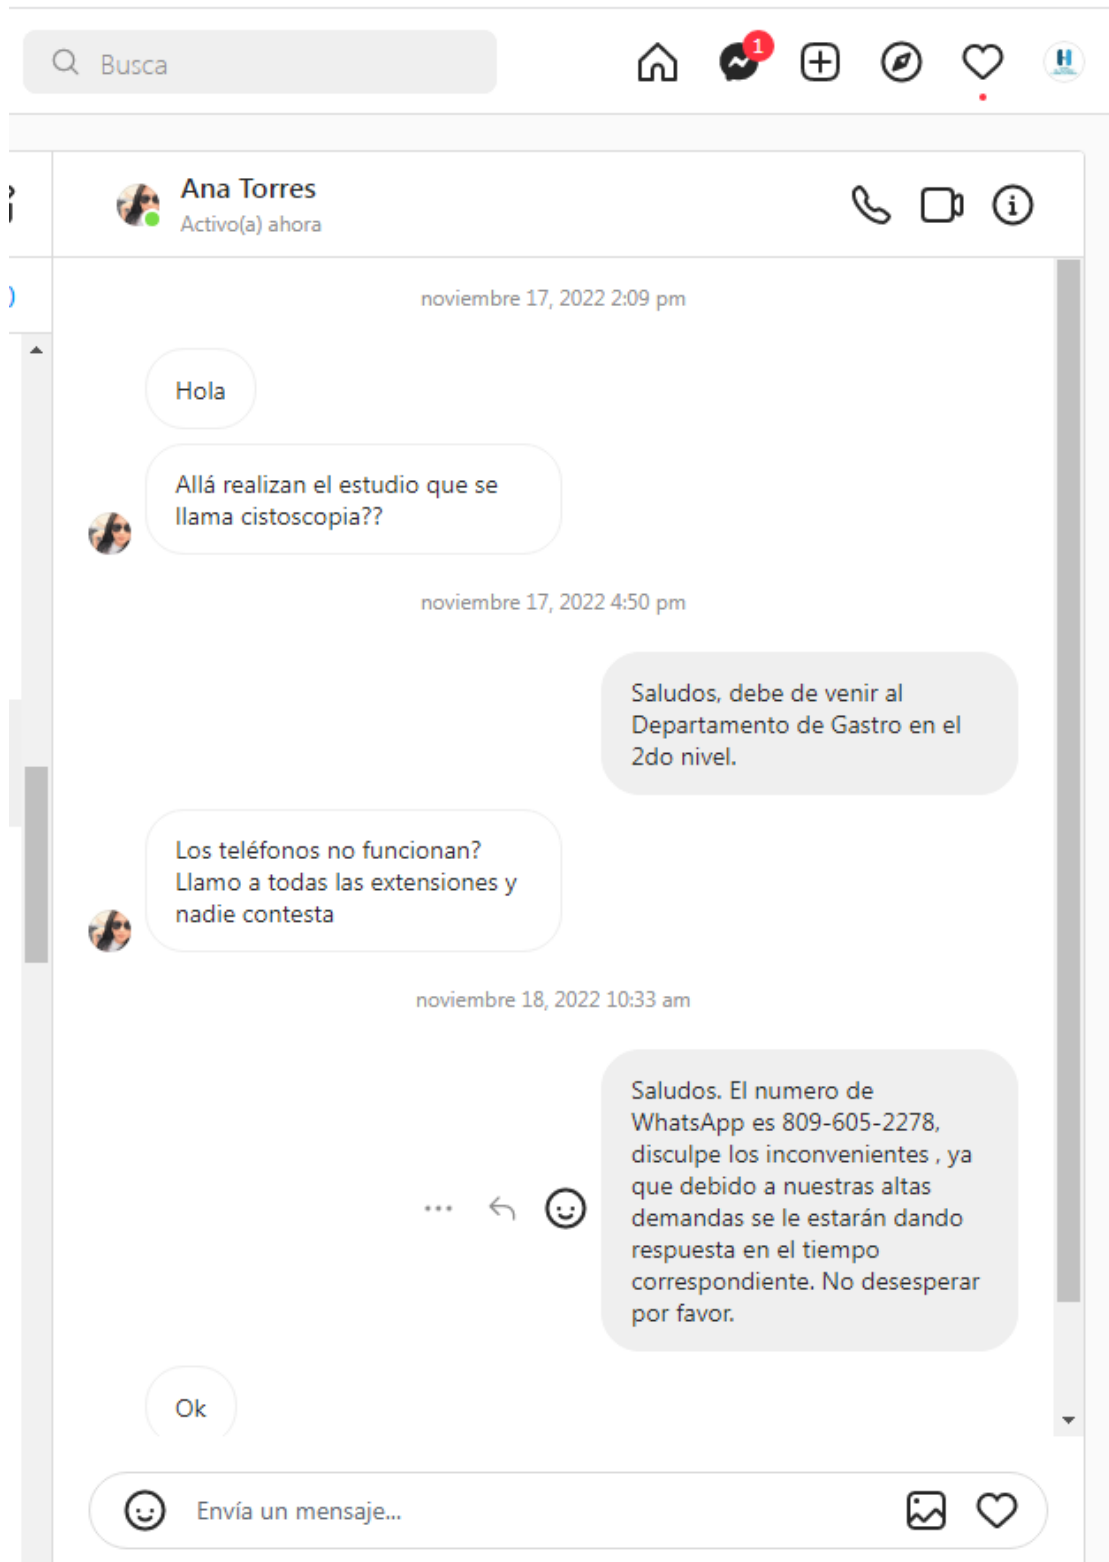 Busca
1
H
Ana Torres
Activo(a) ahora
noviembre 17, 2022 2:09 pm
Hola
Allá realizan el estudio que se
llama cistoscopia??
noviembre 17, 2022 4:50 pm
Saludos, debe de venir al
Departamento de Gastro en el
2do nivel.
Los teléfonos no funcionan?
Llamo a todas las extensiones y
nadie contesta
noviembre 18, 2022 10:33 am
Saludos. El numero de
WhatsApp es 809-605-2278,
disculpe los inconvenientes , ya
que debido a nuestras altas
demandas se le estarán dando
respuesta en el tiempo
correspondiente. No desesperar
por favor.
Ok
Envía un mensaje...